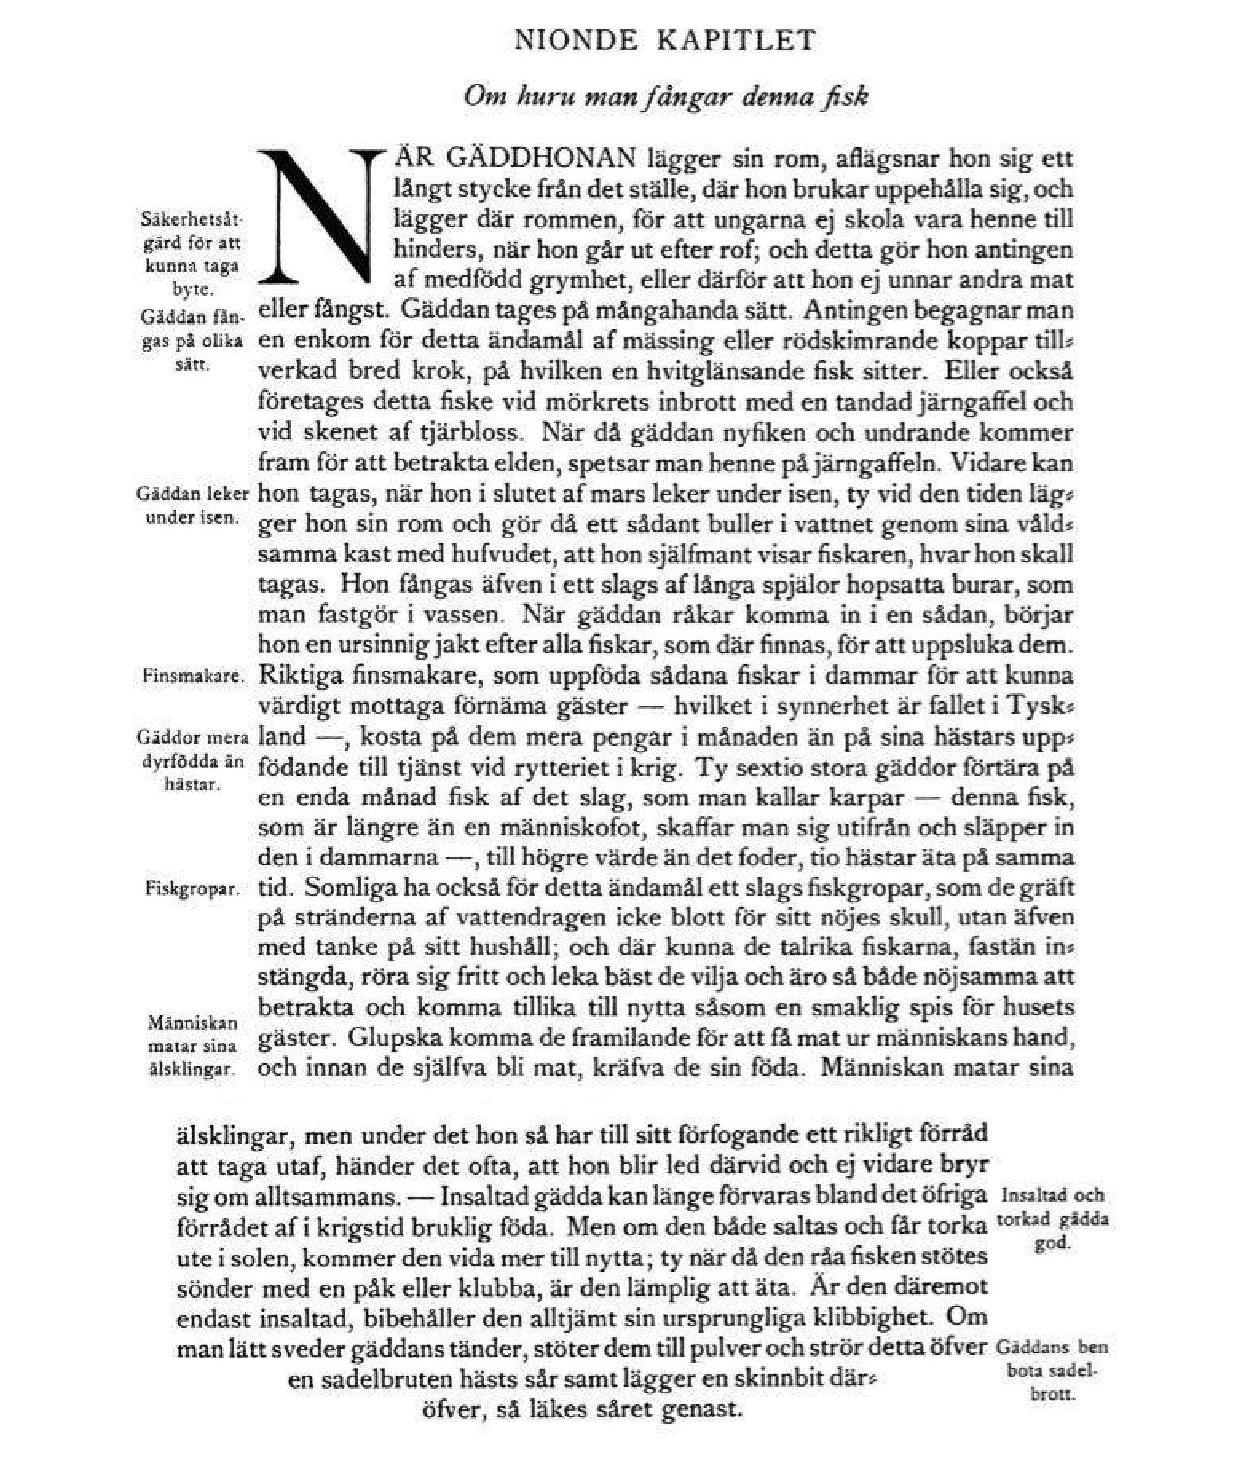 NIONDE KAPITLET
Om huru man fångar denna fisk
NÄR GÄDDHONAN lägger sin rom, aflägsnar hon sig ett
långt stycke från det ställe, där hon brukar uppehålla sig, och
lägger där rommen, för att ungarna ej skola vara henne till
hinders, när hon går ut efter rof; och detta gör hon antingen
af medfödd grymhet, eller därför att hon ej unnar andra mat
Säkerhetsåt-
gärd för att
kunna taga
byte.
eller fångst. Gäddan tages på mångahanda sätt. Antingen begagnar man
en enkom för detta ändamål af mässing eller rödskimrande koppar till-
verkad bred krok, på hvilken en hvitglänsande fisk sitter. Eller också
Gäddan fån-
gas på olika
sätt.
företages detta fiske vid mörkrets inbrott med en tandad järngaffel och
vid skenet af tjärbloss. När då gäddan nyfiken och undrande kommer
fram för att betrakta elden, spetsar man henne på järngaffeln. Vidare kan
hon tagas, när hon i slutet af mars leker under isen, ty vid den tiden läg-
ger hon sin rom och gör då ett sådant buller i vattnet genom sina våld-
Gäddan leker
under isen.
samma kast med hufvudet, att hon själfmant visar fiskaren, hvar hon skall
tagas. Hon fångas äfven i ett slags af långa spjälor hopsatta burar, som
man fastgör i vassen. När gäddan råkar komma in i en sådan, börjar
hon en ursinnig jakt efter alla fiskar, som där finnas, för att uppsluka dem.
Finsmakare.
Riktiga finsmakare, som uppföda sådana fiskar i dammar för att kunna
värdigt mottaga förnäma gäster — hvilket i synnerhet är fallet i Tysk-
land —, kosta på dem mera pengar i månaden än på sina hästars upp-
födande till tjänst vid rytteriet i krig. Ty sextio stora gäddor förtära på
Gäddor mera
dyrfödda än
hästar.
en enda månad fisk af det slag, som man kallar karpar — denna fisk,
som är längre än en människofot, skaffar man sig utifrån och släpper in
den i dammarna —, till högre värde än det foder, tio hästar äta på samma
Fiskgropar.
tid. Somliga ha också för detta ändamål ett slags fiskgropar, som de gräft
på stränderna af vattendragen icke blott för sitt nöjes skull, utan äfven
med tanke på sitt hushåll; och där kunna de talrika fiskarna, fastän in-
stängda, röra sig fritt och leka bäst de vilja och äro så både nöjsamma att
betrakta och komma tillika till nytta såsom en smaklig spis för husets
gäster. Glupska komma de framilande för att få mat ur människans hand,
och innan de själfva bli mat, kräfva de sin föda. Människan matar sina
Människan
matar sina
älsklingar.
älsklingar, men under det hon så har till sitt förfogande ett rikligt förråd
att taga utaf, händer det ofta, att hon blir led därvid och ej vidare bryr
sig om alltsammans. — Insaltad gädda kan länge förvaras bland det öfriga
förrådet af i krigstid bruklig föda. Men om den både saltas och får torka
ute i solen, kommer den vida mer till nytta; ty när då den råa fisken stötes
Insaltad och
torkad gädda
god.
sönder med en påk eller klubba, är den lämplig att äta. Är den däremot
endast insaltad, bibehåller den alltjämt sin ursprungliga klibbighet. Om
man lätt sveder gäddans tänder, stöter dem till pulver och strör detta öfver
en sadelbruten hästs sår samt lägger en skinnbit där-
öfver, så läkes såret genast.
Gäddans ben
bota sadel-
brott.